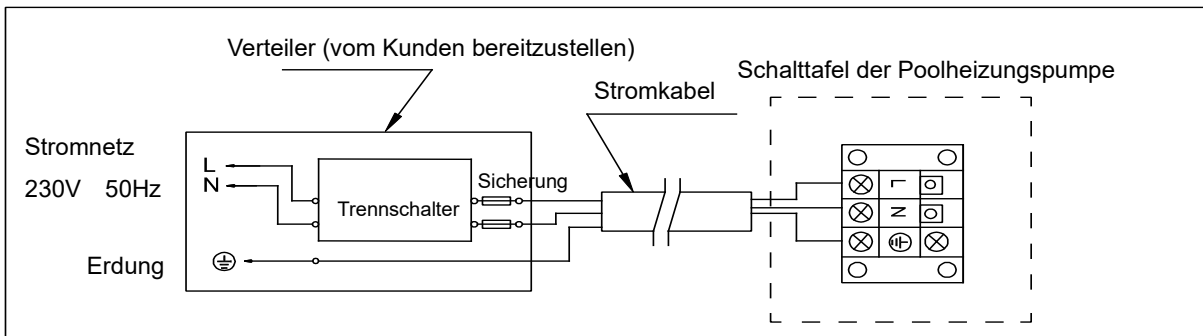 Verteiler (vom Kunden bereitzustellen)
Schalttafel der Poolheizungspumpe
Stromkabel
Stromnetz
230V 50Hz
L
N
Sicherung
Trennschalter
Erdung
L
N